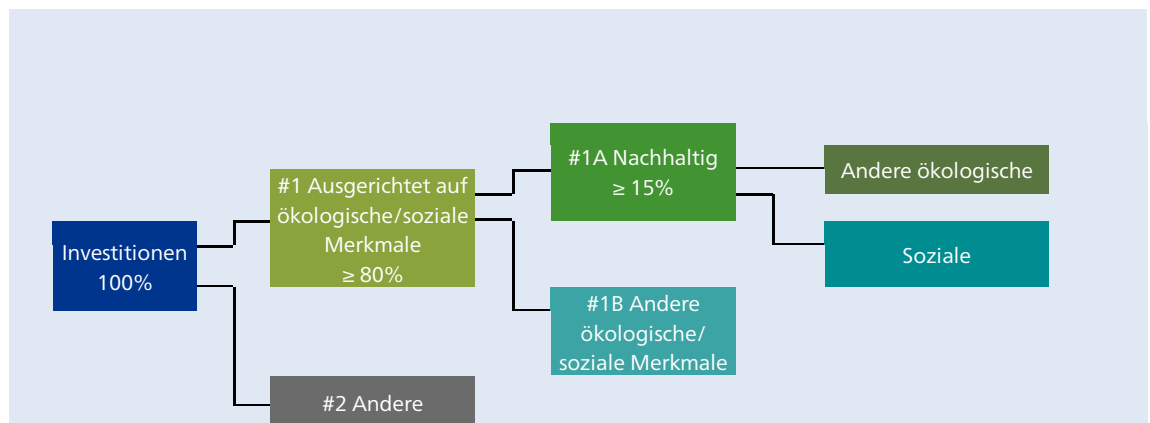 Investitionen
100%
#1 Ausgerichtet auf
ökologische/soziale
Merkmale
≥ 80%
#2 Andere
#1A Nachhaltig
≥ 15%
#1B Andere
ökologische/
soziale Merkmale
Andere ökologische
Soziale